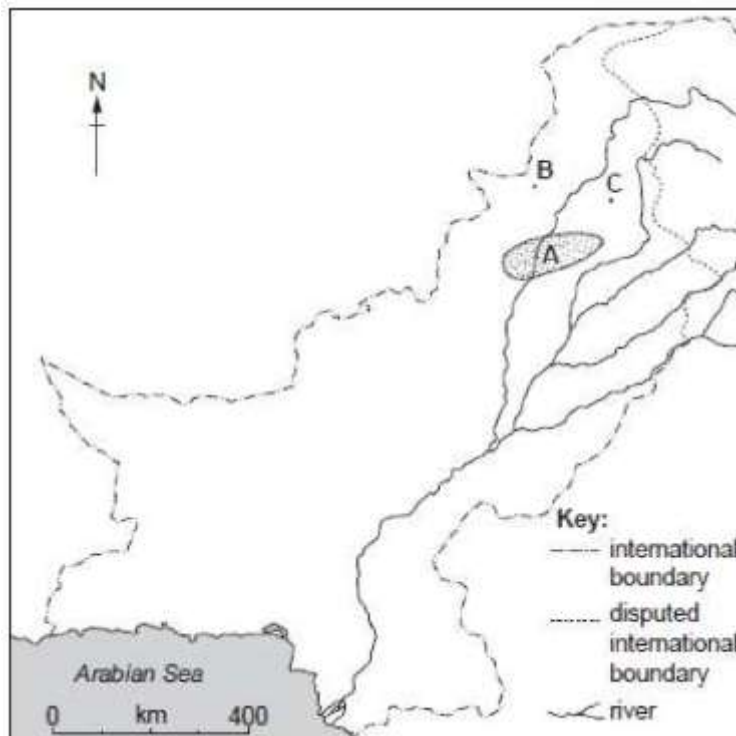 N
B
C
A
Key:
international
boundary
disputed
international
boundary
river
Arabian Sea
0 km 400